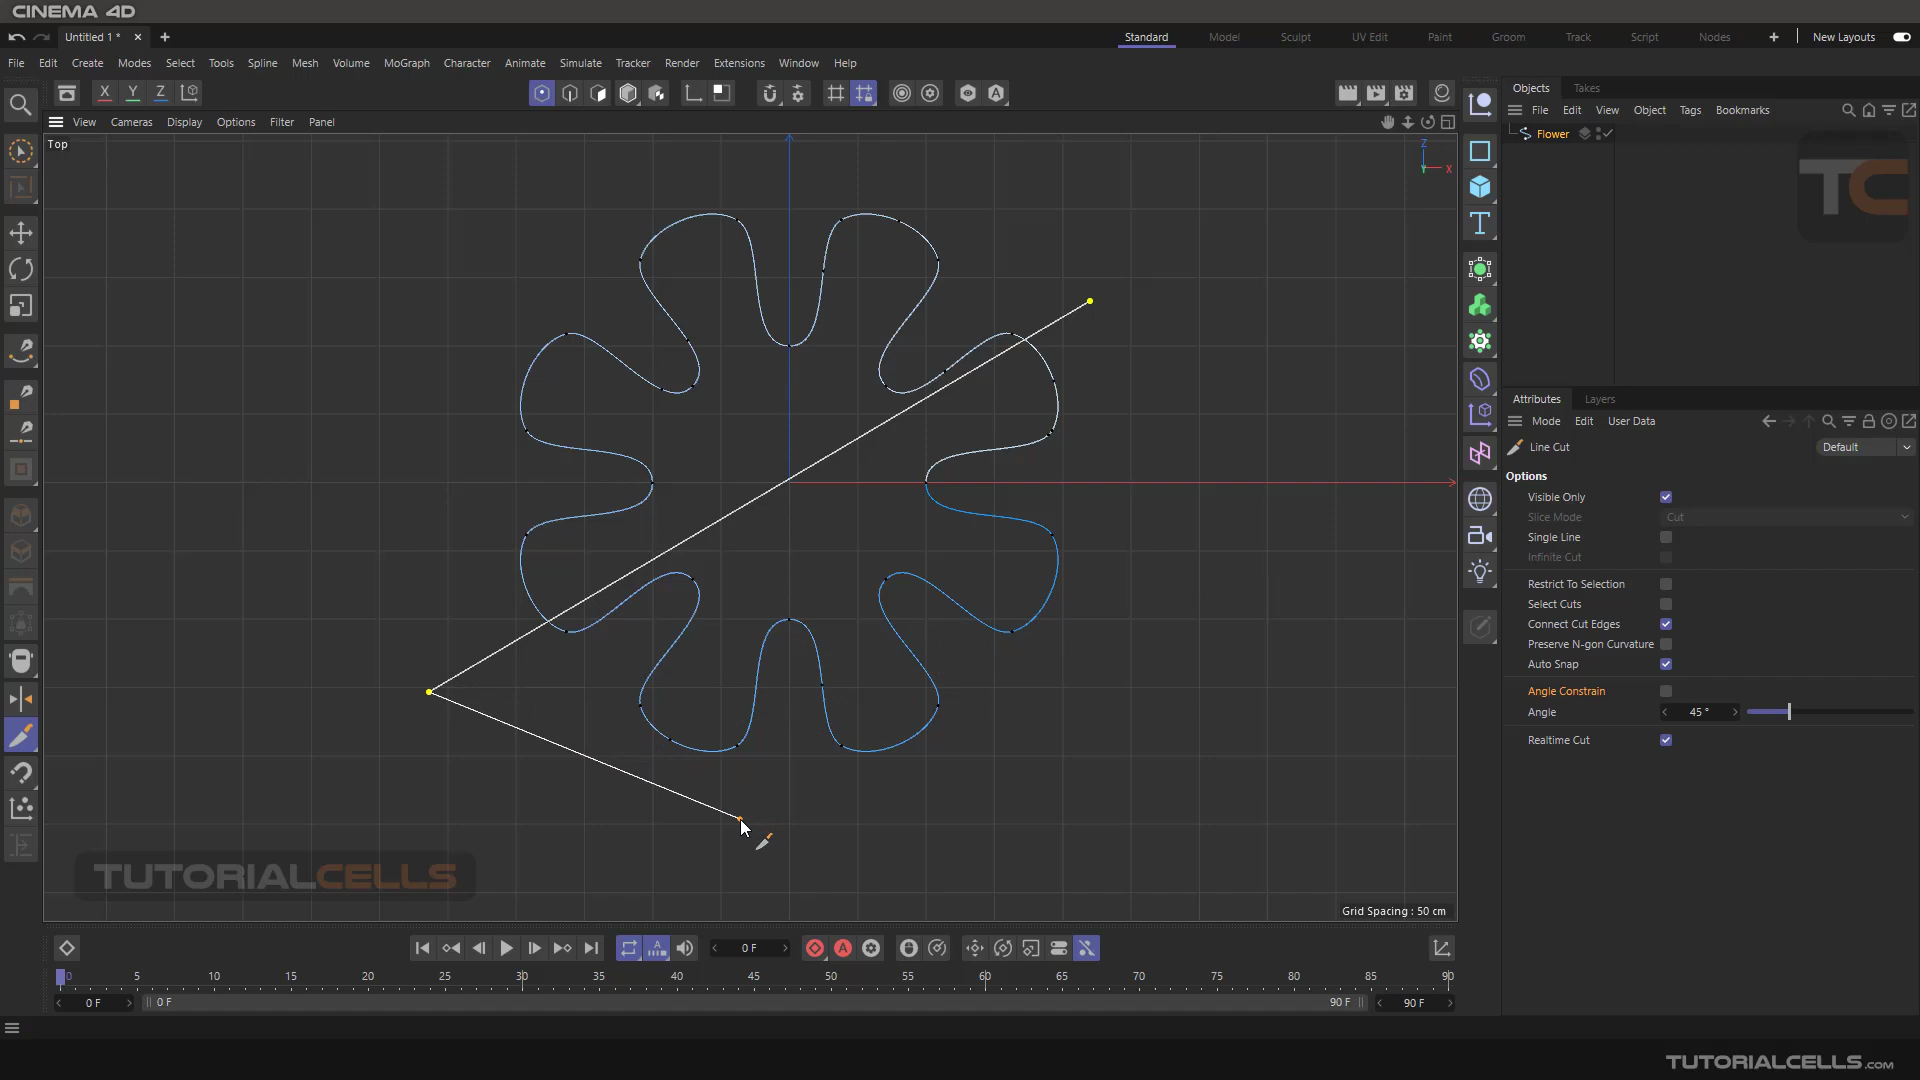 CINEMA 4D
Untitled 1 *
Standard Model Sculpt UV Edit Paint Groom Track Script Nodes New Layouts
File Edit Create Modes Select Tools Spline Mesh Volume MoGraph Character Animate Simulate Tracker Render Extensions Window Help
X Y Z
View Cameras Display Options Filter Panel
Top
Z
X
Y
Objects Takes
File Edit View Object Tags Bookmarks
Flower
TC
Attributes Layers
Mode Edit User Data
Line Cut Default
Options
Visible Only
Slice Mode Cut
Single Line
Infinite Cut
Restrict To Selection
Select Cuts
Connect Cut Edges
Preserve N-gon Curvature
Auto Snap
Angle Constrain
Angle 45 °
Realtime Cut
TUTORIALCELLS
Grid Spacing : 50 cm
0 F
0 5 10 15 20 25 30 35 40 45 50 55 60 65 70 75 80 85 90
0 F 0 F 90 F 90 F
TUTORIALCELLS.com